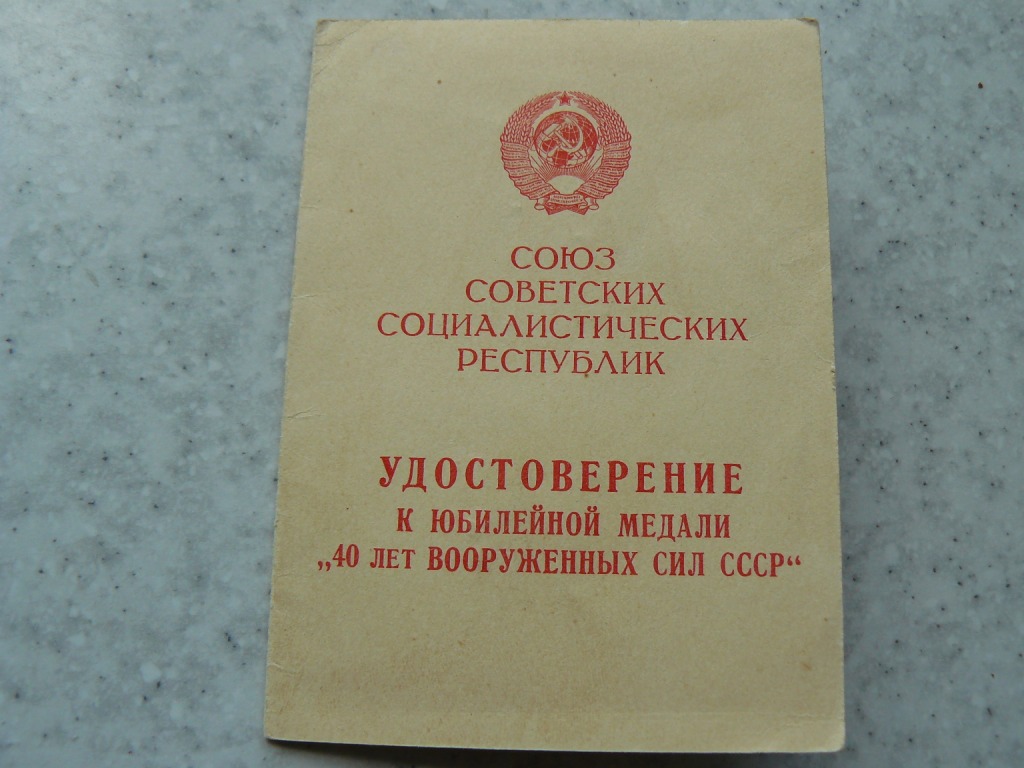 СОЮЗ
СОВЕТСКИХ
СОЦИАЛИСТИЧЕСКИХ
РЕСПУБЛИК
УДОСТОВЕРЕНИЕ
К ЮБИЛЕЙНОЙ МЕДАЛИ
„40 ЛЕТ ВООРУЖЕННЫХ СИЛ СССР“